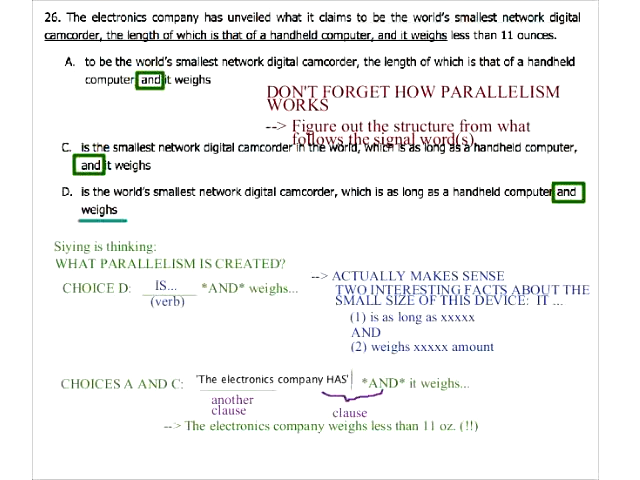 26. The electronics company has unveiled what it claims to be the world's smallest network digital
camcorder, the length of which is that of a handheld computer, and it weighs less than 11 ounces.
A. to be the world's smallest network digital camcorder, the length of which is that of a handheld
computer and it weighs
DON'T FORGET HOW PARALLELISM
WORKS
--> Figure out the structure from what
follows the signal word(s)
C. is the smallest network digital camcorder in the world, which is as long as a handheld computer,
and it weighs
D. is the world's smallest network digital camcorder, which is as long as a handheld computer and
weighs
Siying is thinking:
WHAT PARALLELISM IS CREATED?
CHOICE D: IS... *AND* weighs...
(verb)
--> ACTUALLY MAKES SENSE
TWO INTERESTING FACTS ABOUT THE
SMALL SIZE OF THIS DEVICE: IT ...
(1) is as long as xxxxx
AND
(2) weighs xxxxx amount
CHOICES A AND C: 'The electronics company HAS' *AND* it weighs...
another
clause
clause
--> The electronics company weighs less than 11 oz. (!!)